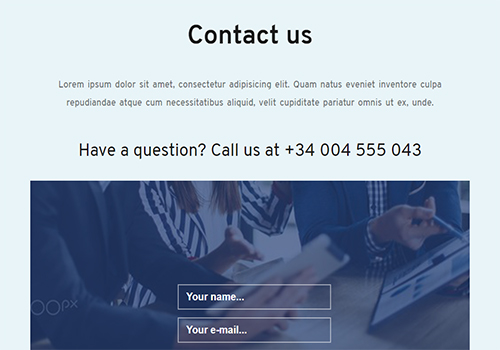 Contact us
Lorem ipsum dolor sit amet, consectetur adipisicing elit. Quam natus eveniet inventore culpa
repudiandae atque cum necessitatibus aliquid, velit cupiditate pariatur omnis ut ex, unde.
Have a question? Call us at +34 004 555 043
Your name...
Your e-mail...